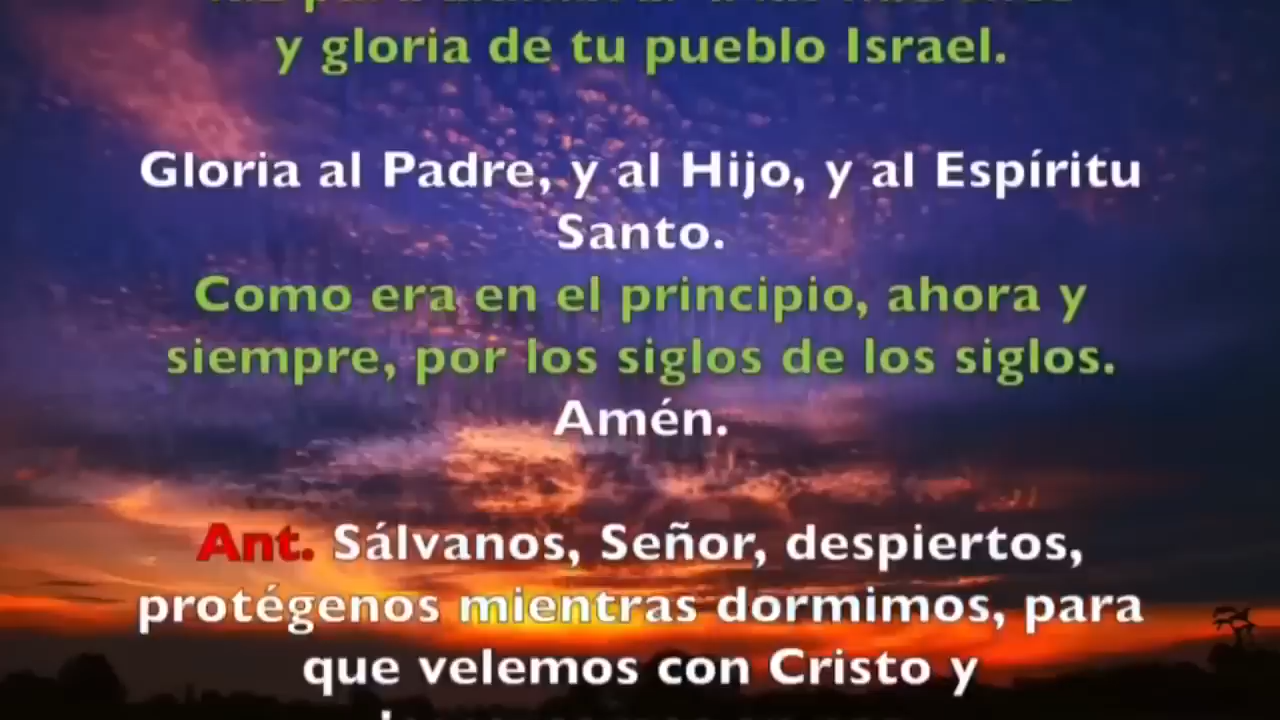 y gloria de tu pueblo Israel.
Gloria al Padre, y al Hijo, y al Espíritu
Santo.
Como era en el principio, ahora y
siempre, por los siglos de los siglos.
Amén.
Ant. Sálvanos, Señor, despiertos,
protégenos mientras dormimos, para
que velemos con Cristo y